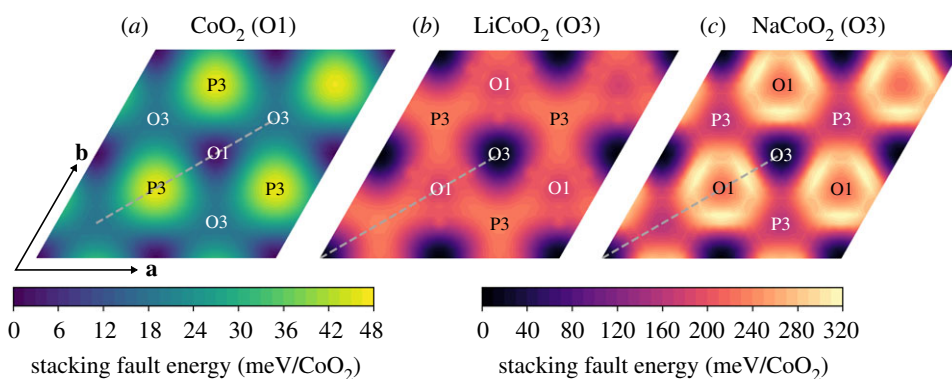 (a) CoO₂ (O1)
(b) LiCoO₂ (O3)
(c) NaCoO₂ (O3)
P3
O3
O3
O1
P3
P3
O3
b
a
O1
P3
P3
O3
O1
O1
P3
O1
P3
P3
O3
O1
O1
P3
0 6 12 18 24 30 36 42 48
stacking fault energy (meV/CoO₂)
0 40 80 120 160 200 240 280 320
stacking fault energy (meV/CoO₂)